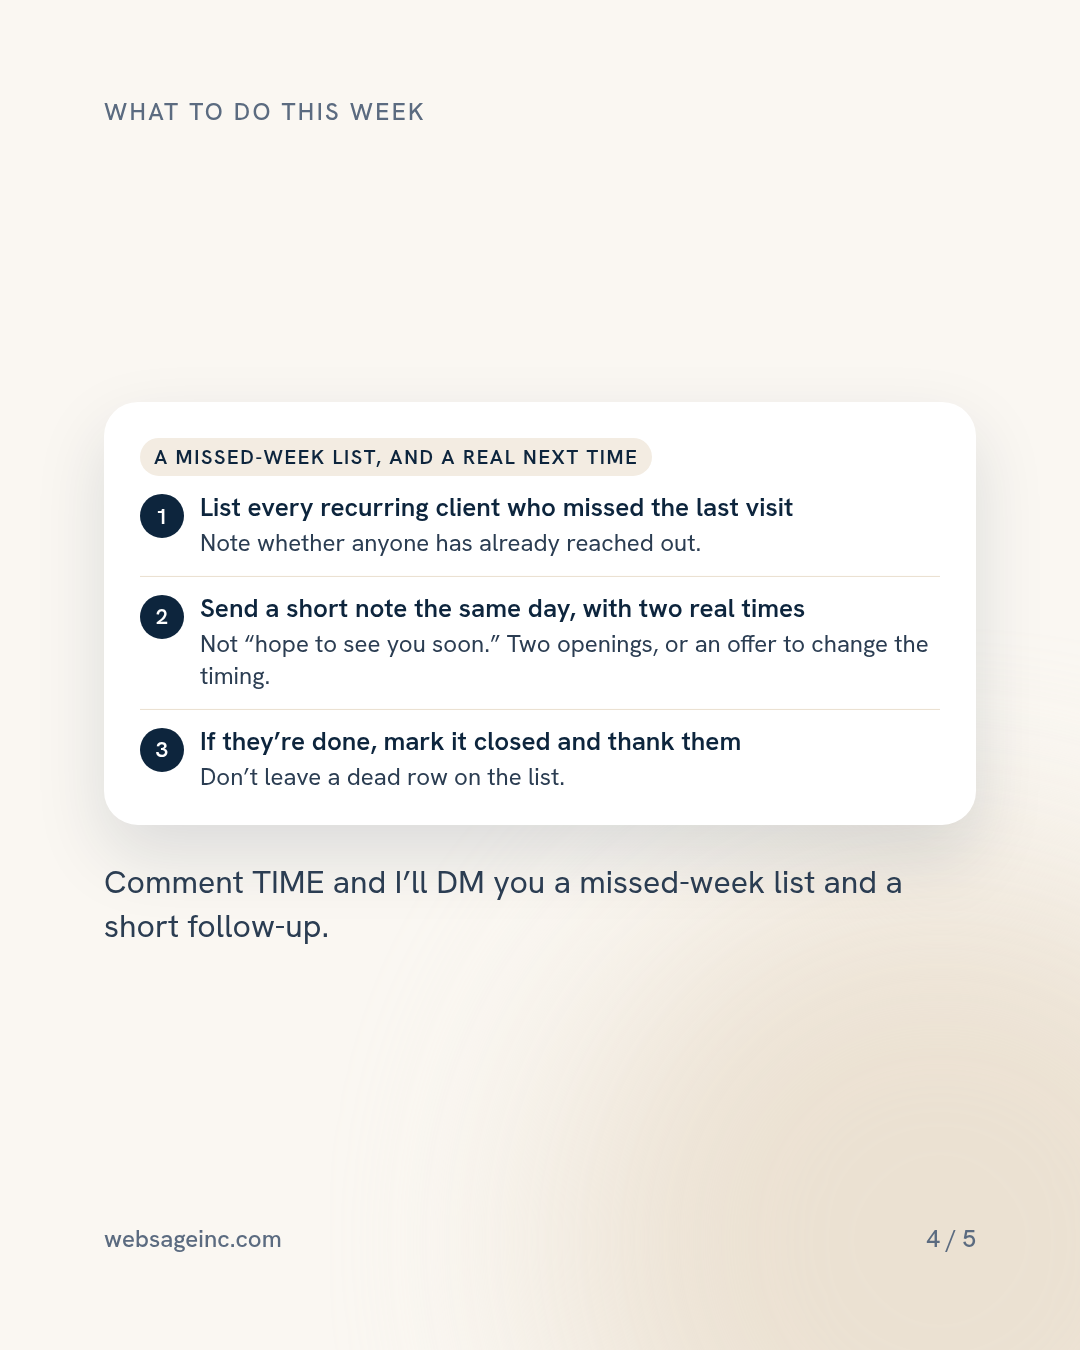 WHAT TO DO THIS WEEK
A MISSED-WEEK LIST, AND A REAL NEXT TIME
1 List every recurring client who missed the last visit
Note whether anyone has already reached out.
2 Send a short note the same day, with two real times
Not “hope to see you soon.” Two openings, or an offer to change the
timing.
3 If they’re done, mark it closed and thank them
Don’t leave a dead row on the list.
Comment TIME and I’ll DM you a missed-week list and a
short follow-up.
websageinc.com
4 / 5